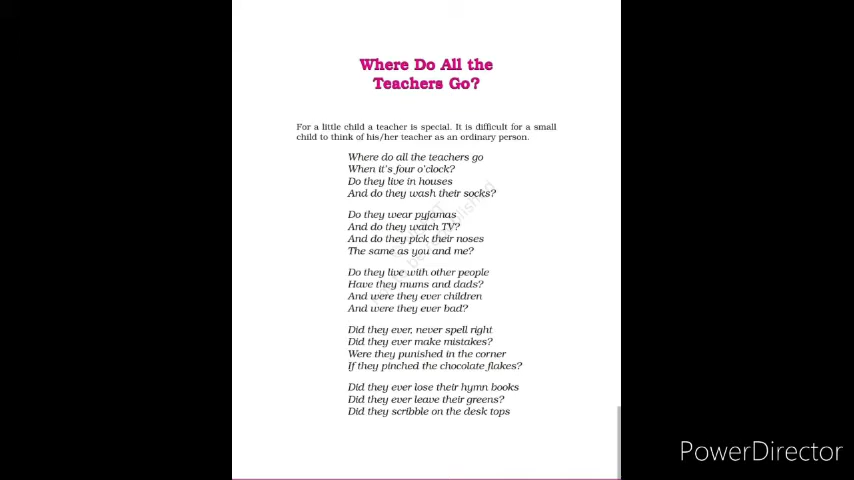 Where Do All the
Teachers Go?
For a little child a teacher is special. It is difficult for a small
child to think of his/her teacher as an ordinary person.
Where do all the teachers go
When it's four o'clock?
Do they live in houses
And do they wash their socks?
Do they wear pyjamas
And do they watch TV?
And do they pick their noses
The same as you and me?
Do they live with other people
Have they mums and dads?
And were they ever children
And were they ever bad?
Did they ever, never spell right
Did they ever make mistakes?
Were they punished in the corner
If they pinched the chocolate flakes?
Did they ever lose their hymn books
Did they ever leave their greens?
Did they scribble on the desk tops
PowerDirector